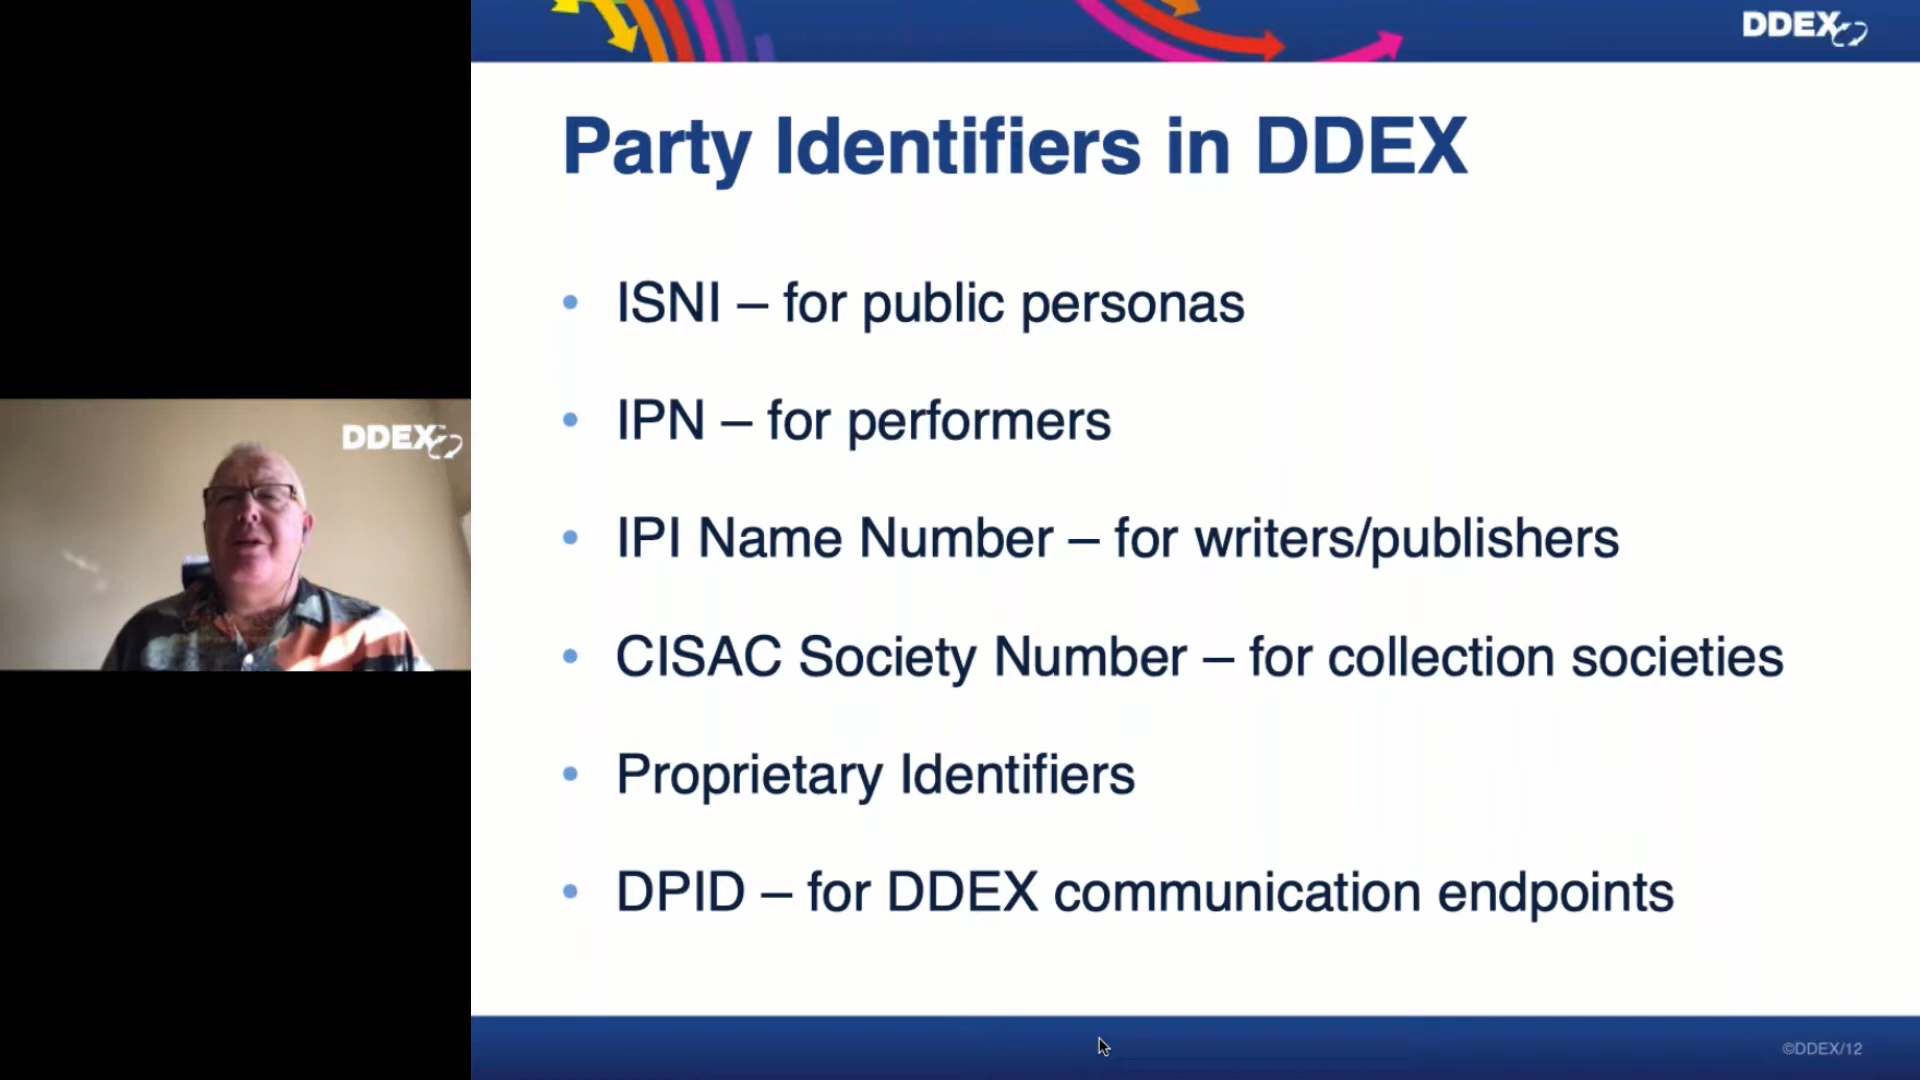 DDEX
Party Identifiers in DDEX
• ISNI – for public personas
• IPN – for performers
• IPI Name Number – for writers/publishers
• CISAC Society Number – for collection societies
• Proprietary Identifiers
• DPID – for DDEX communication endpoints
DDEX
©DDEX/12